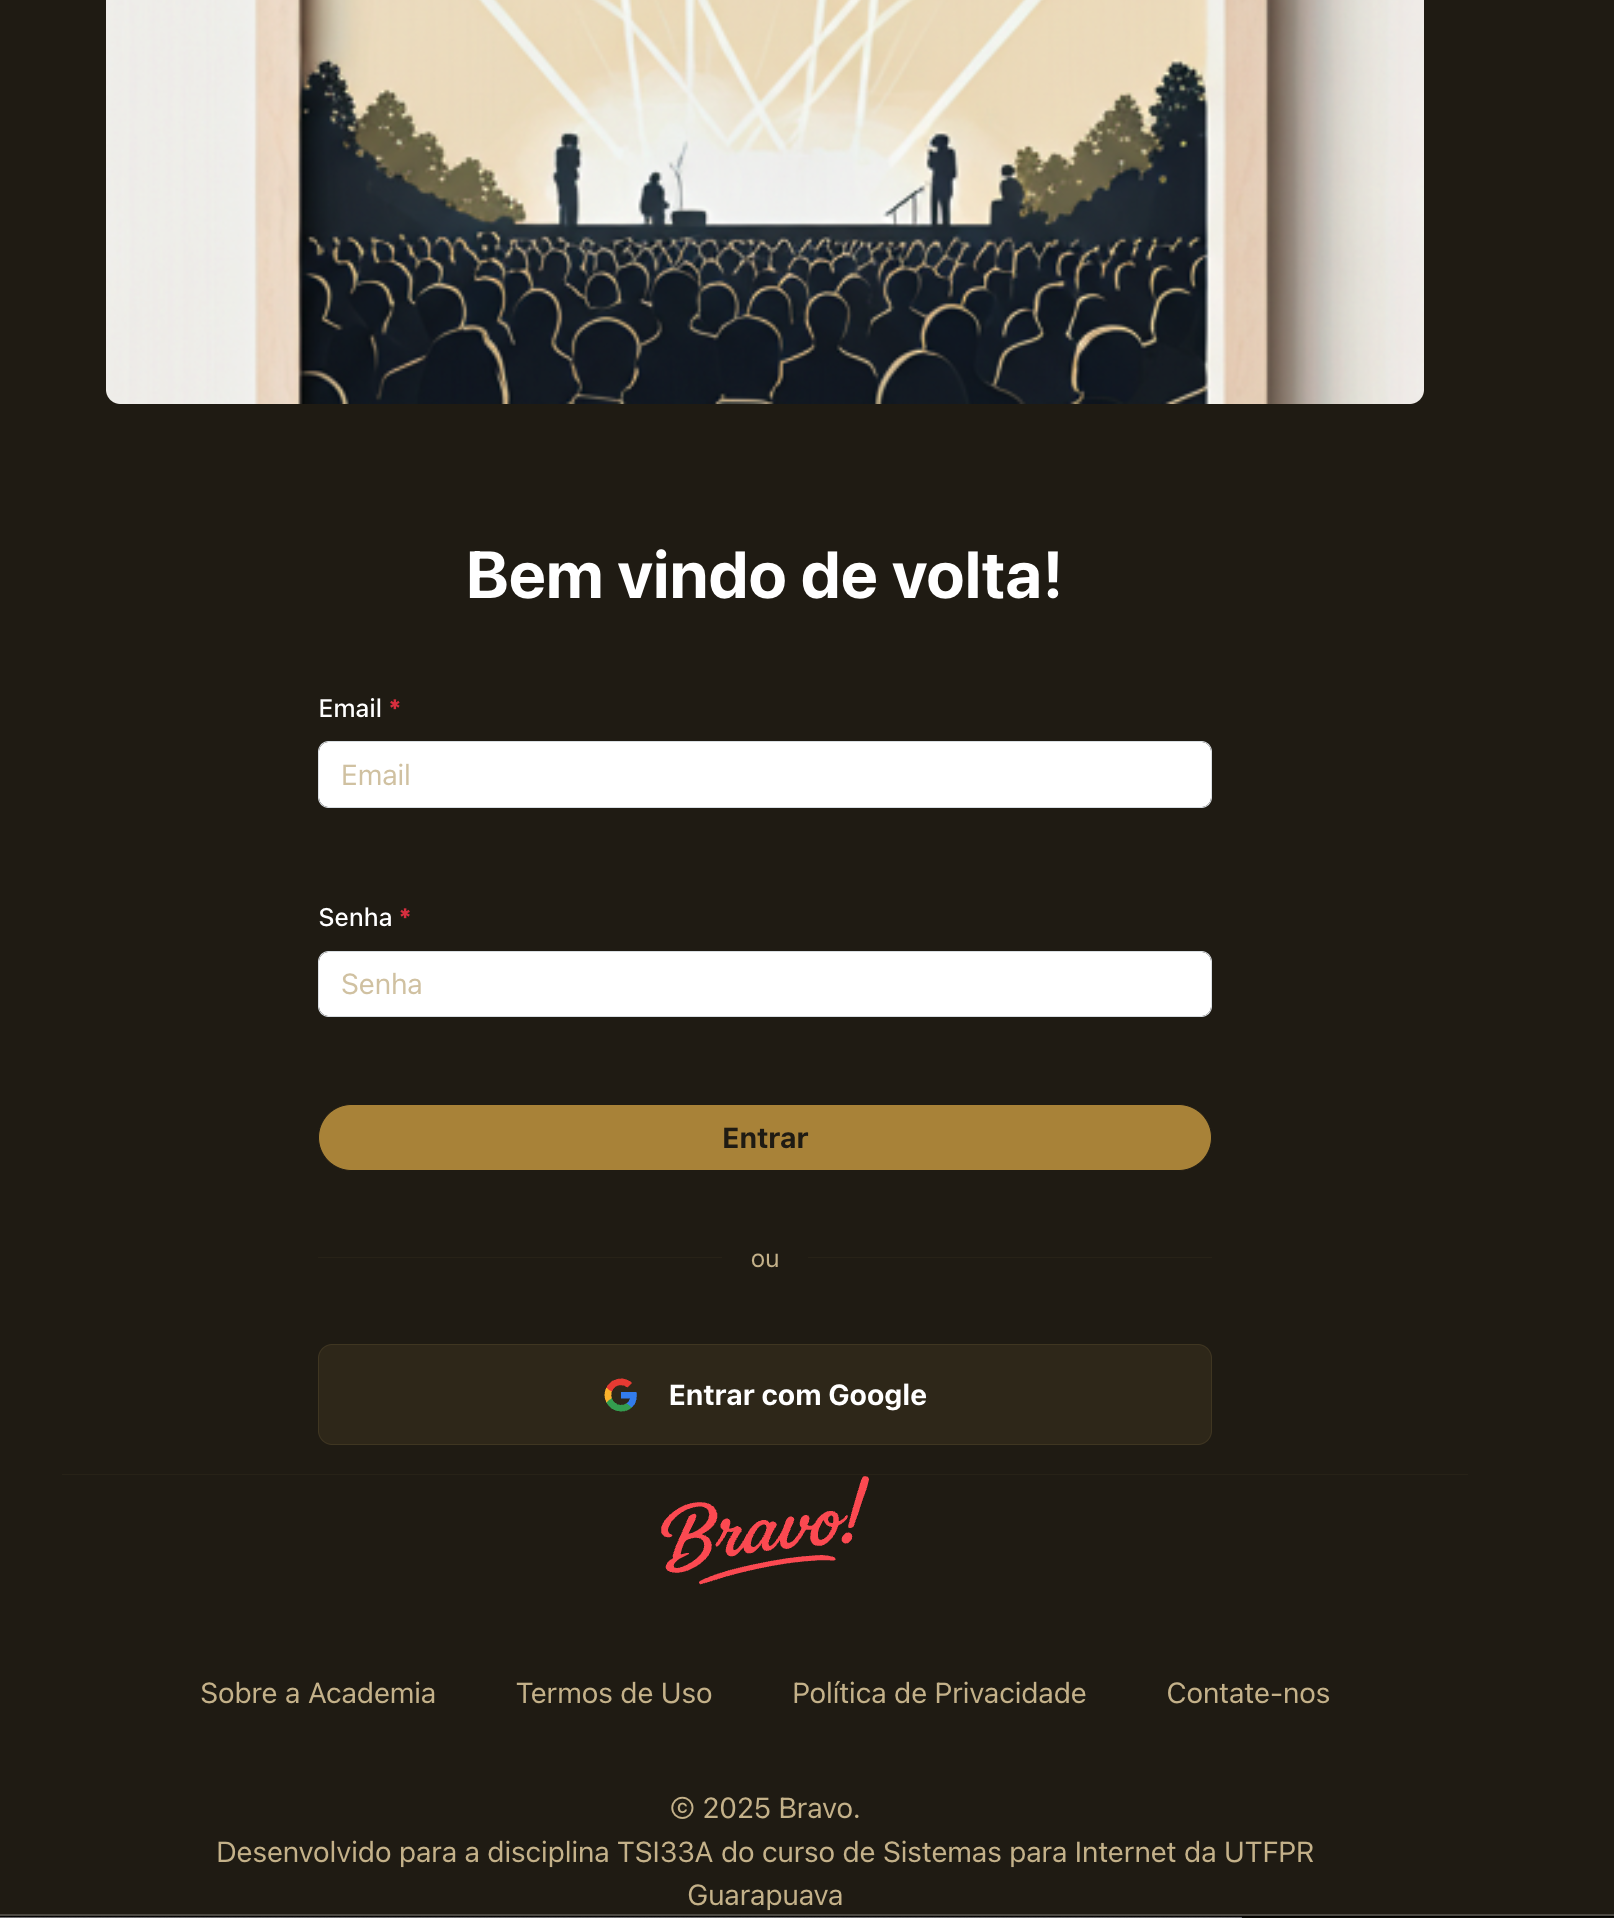 Bem vindo de volta!
Email *
Email
Senha *
Senha
Entrar
ou
Entrar com Google
Bravo!
Sobre a Academia Termos de Uso Política de Privacidade Contate-nos
© 2025 Bravo.
Desenvolvido para a disciplina TSI33A do curso de Sistemas para Internet da UTFPR
Guarapuava